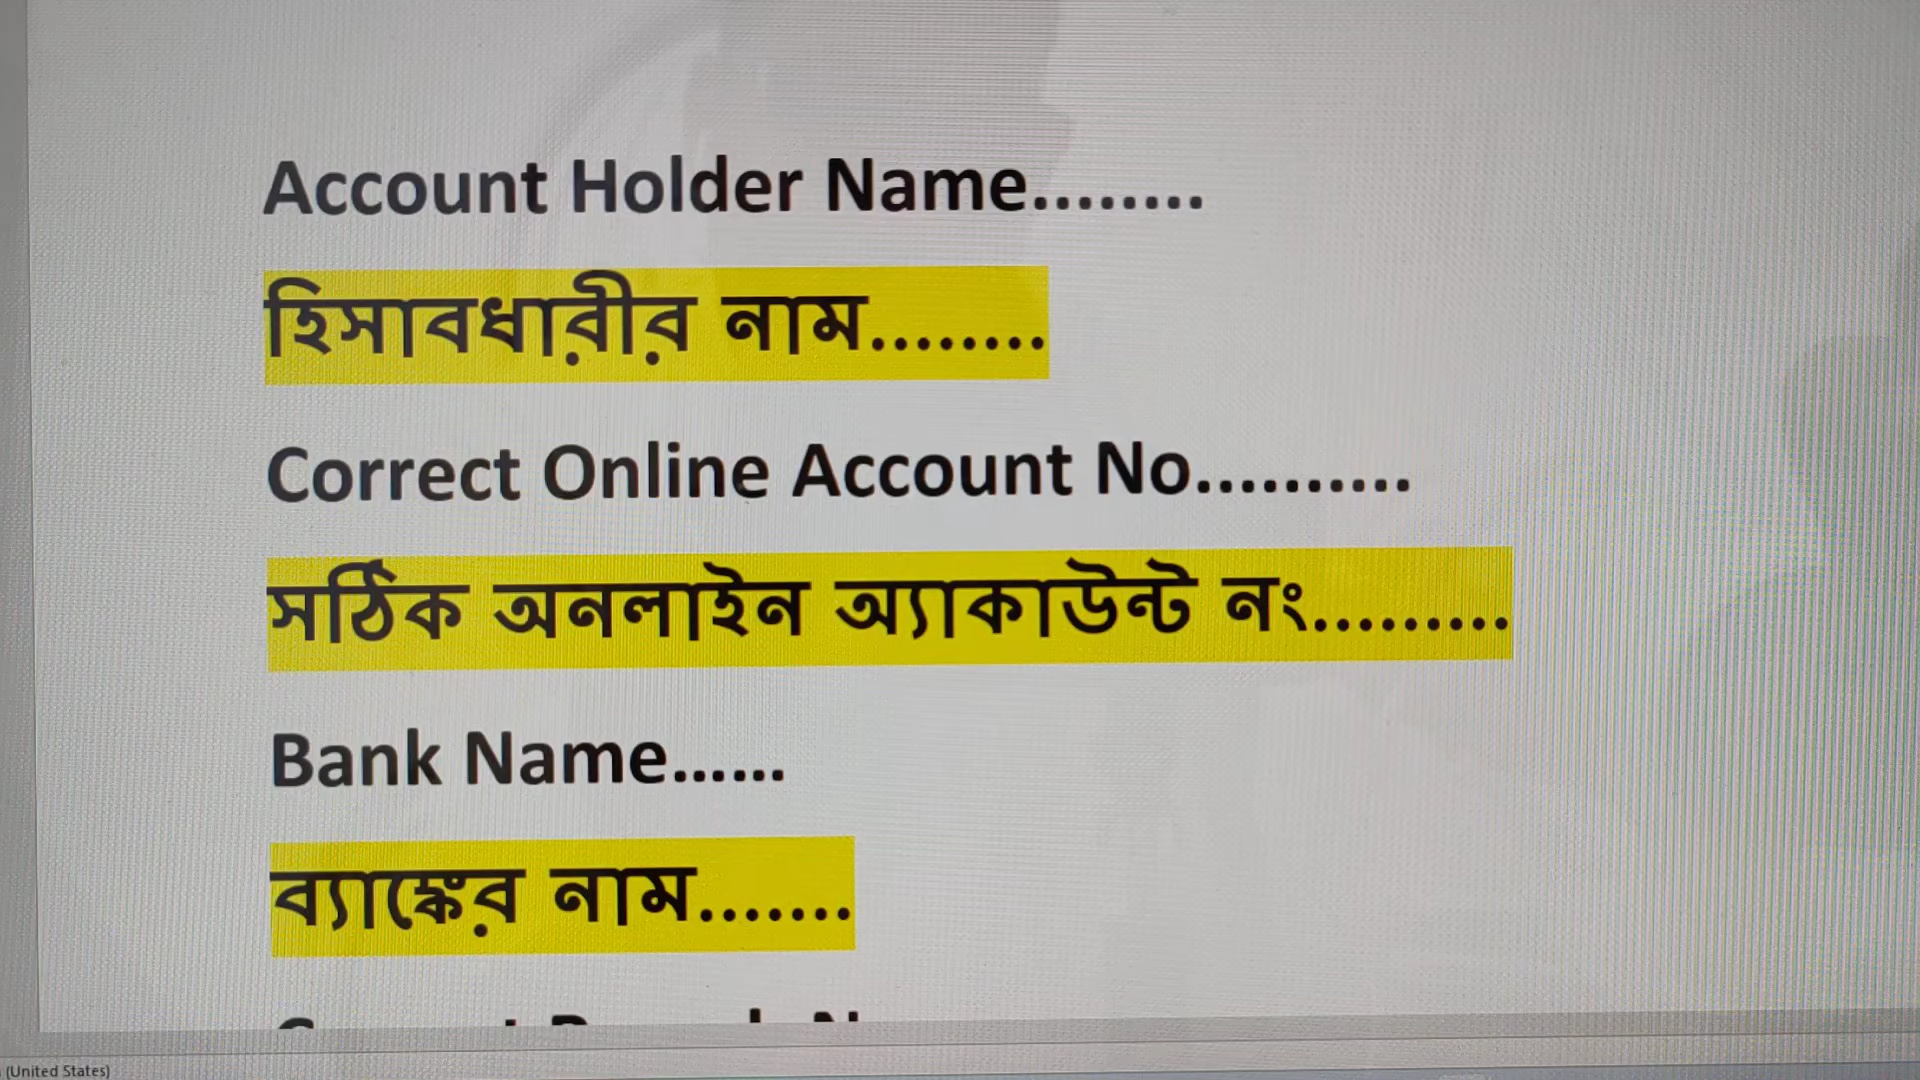 Account Holder Name........
হিসাবধারীর নাম........
Correct Online Account No..........
সঠিক অনলাইন অ্যাকাউন্ট নং.........
Bank Name......
ব্যাঙ্কের নাম.......
(United States)